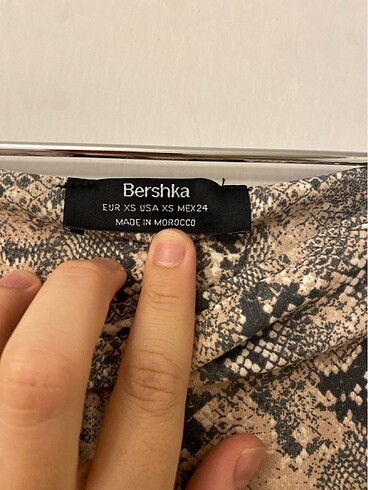 Bershka
EUR XS USA XS MEX24
MADE IN MOROCCO